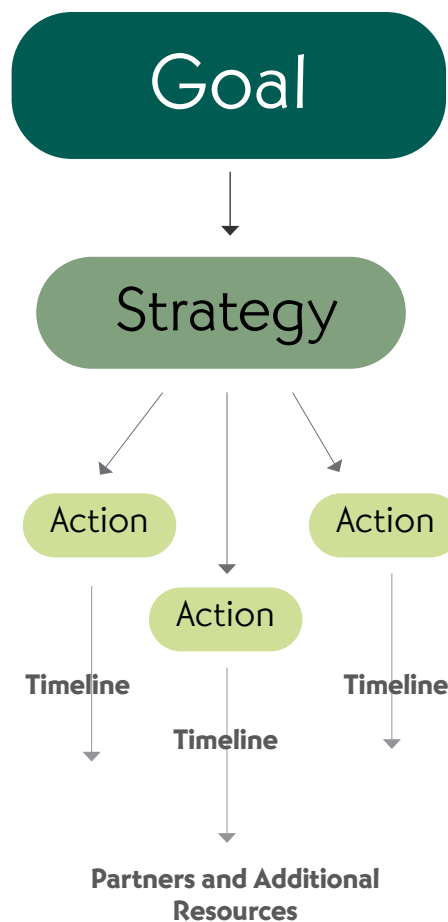 Goal
Strategy
Action
Action
Action
Timeline
Timeline
Timeline
Partners and Additional
Resources